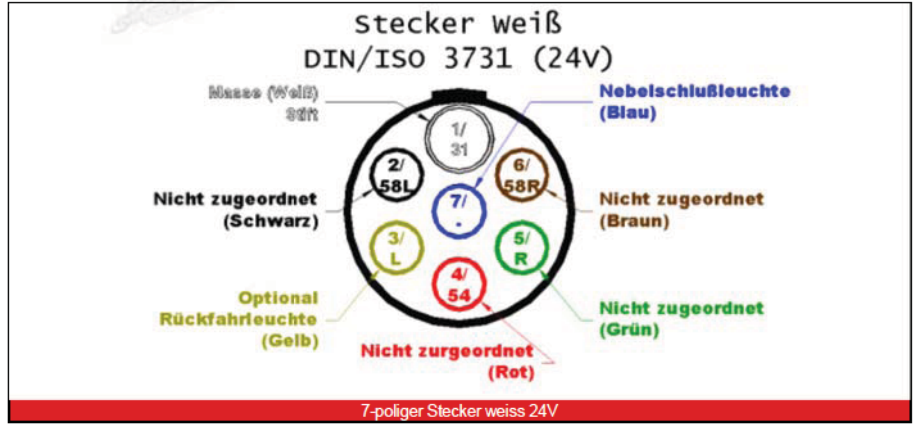 Stecker Weiß
DIN/ISO 3731 (24V)
Masse (Weiß)
Stift
Nebelschlußleuchte
(Blau)
1/
31
2/
58L
6/
58R
Nicht zugeordnet
(Schwarz)
7/
-
Nicht zugeordnet
(Braun)
3/
L
5/
R
4/
54
Optional
Rückfahrleuchte
(Gelb)
Nicht zugeordnet
(Grün)
Nicht zurgeordnet
(Rot)
7-poliger Stecker weiss 24V